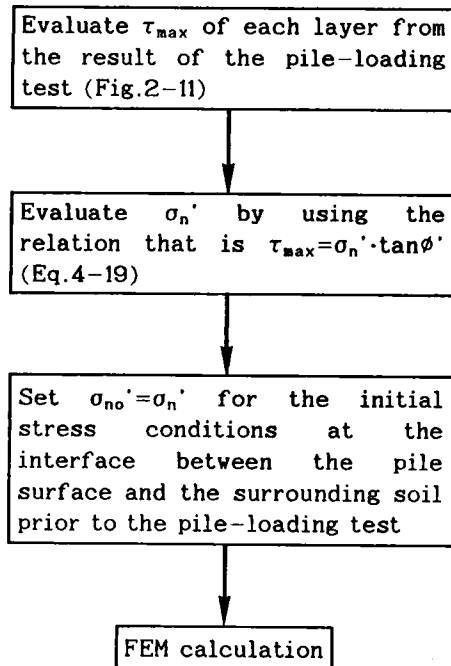 Evaluate τmax of each layer from
the result of the pile-loading
test (Fig.2-11)
Evaluate σn' by using the
relation that is τmax=σn'·tanø'
(Eq.4-19)
Set σno'=σn' for the initial
stress conditions at the
interface between the pile
surface and the surrounding soil
prior to the pile-loading test
FEM calculation